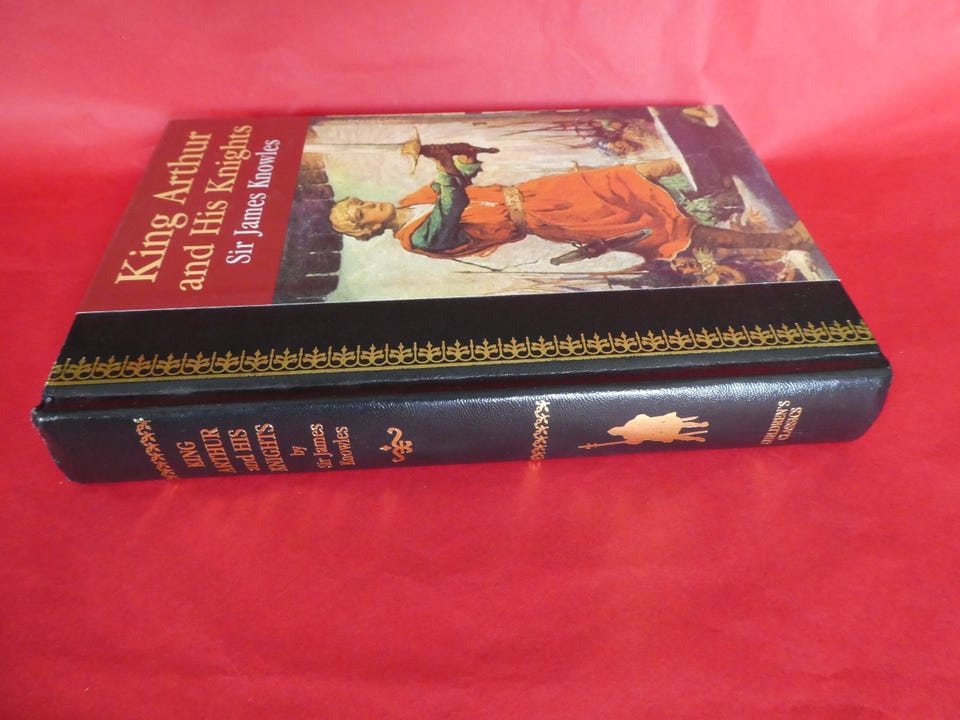 King Arthur
and His Knights
Sir James Knowles
KING
ARTHUR
and HIS
KNIGHTS
by
Sir James
Knowles
CHILDREN'S
CLASSICS